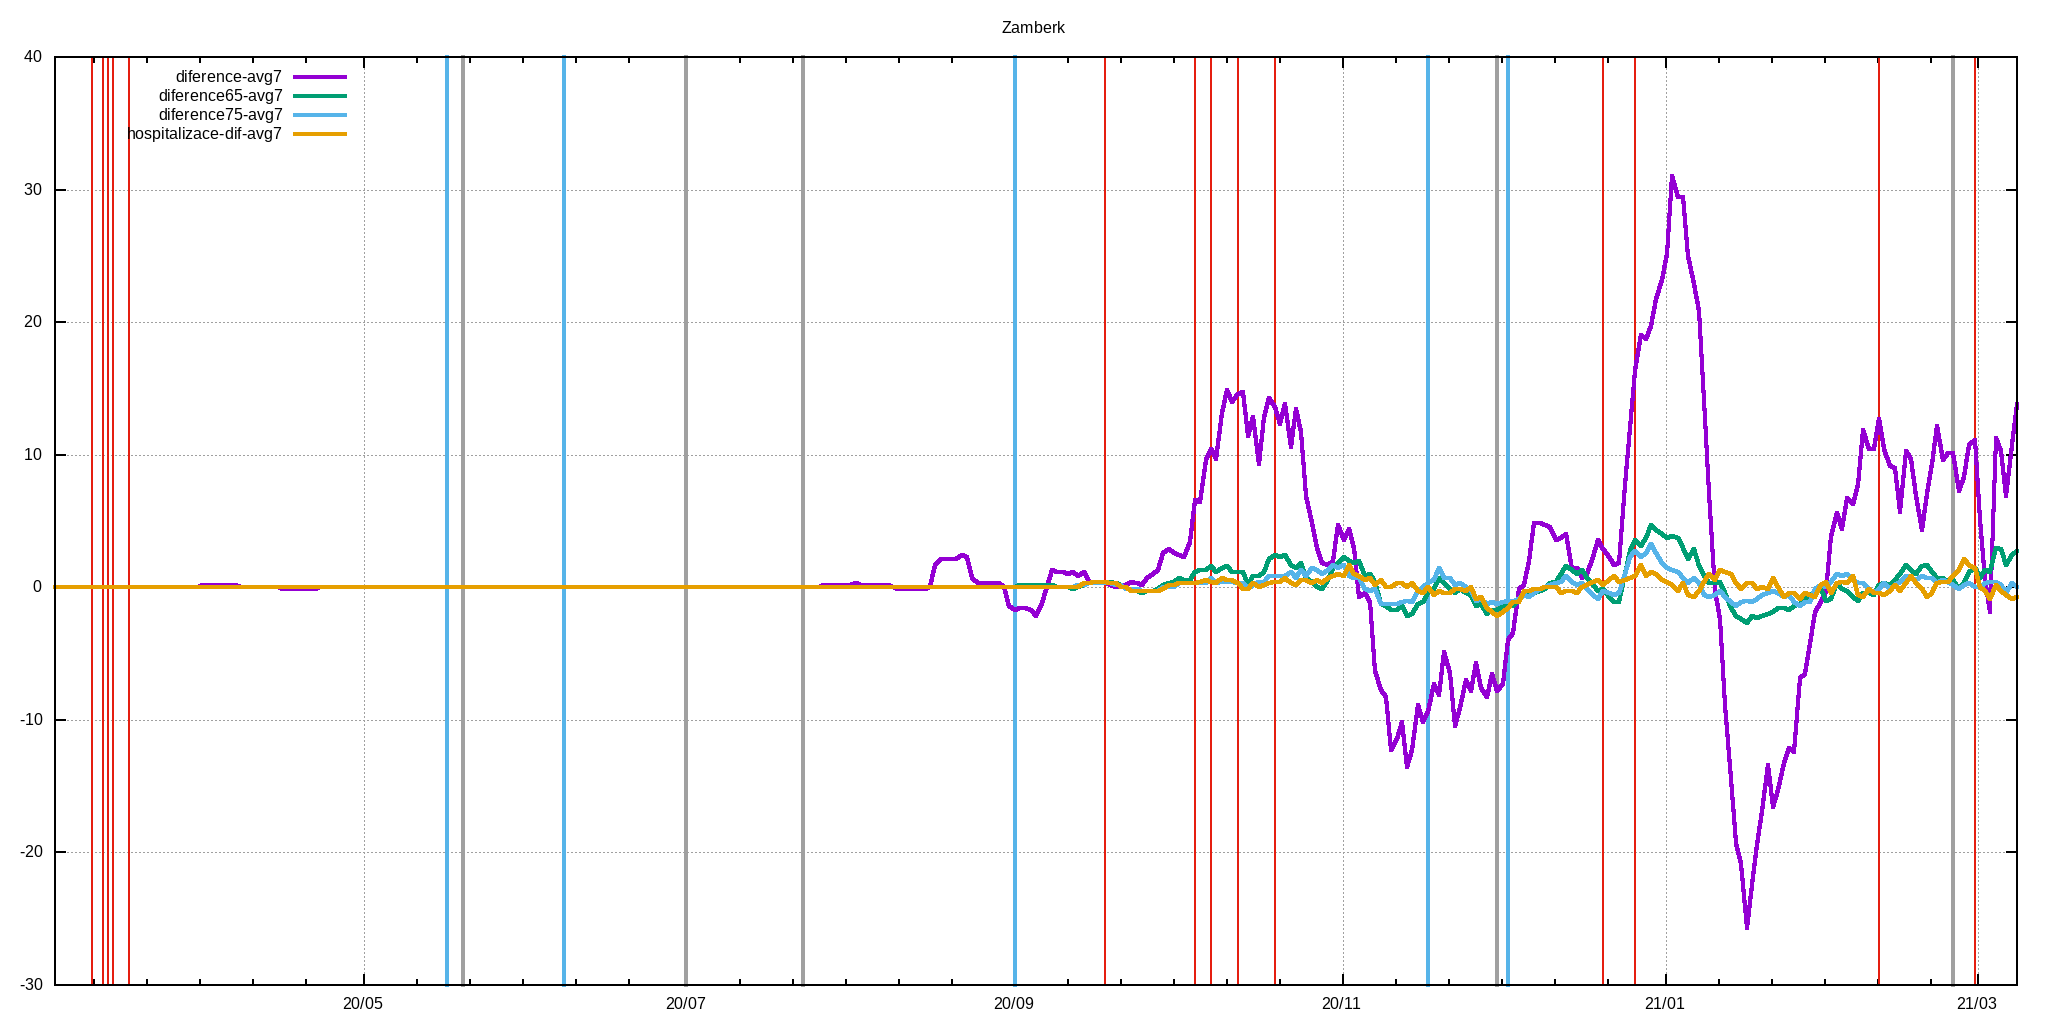 Zamberk
40
diference-avg7
diference65-avg7
diference75-avg7
hospitalizace-dif-avg7
30
20
10
0
-10
-20
-30
20/05
20/07
20/09
20/11
21/01
21/03